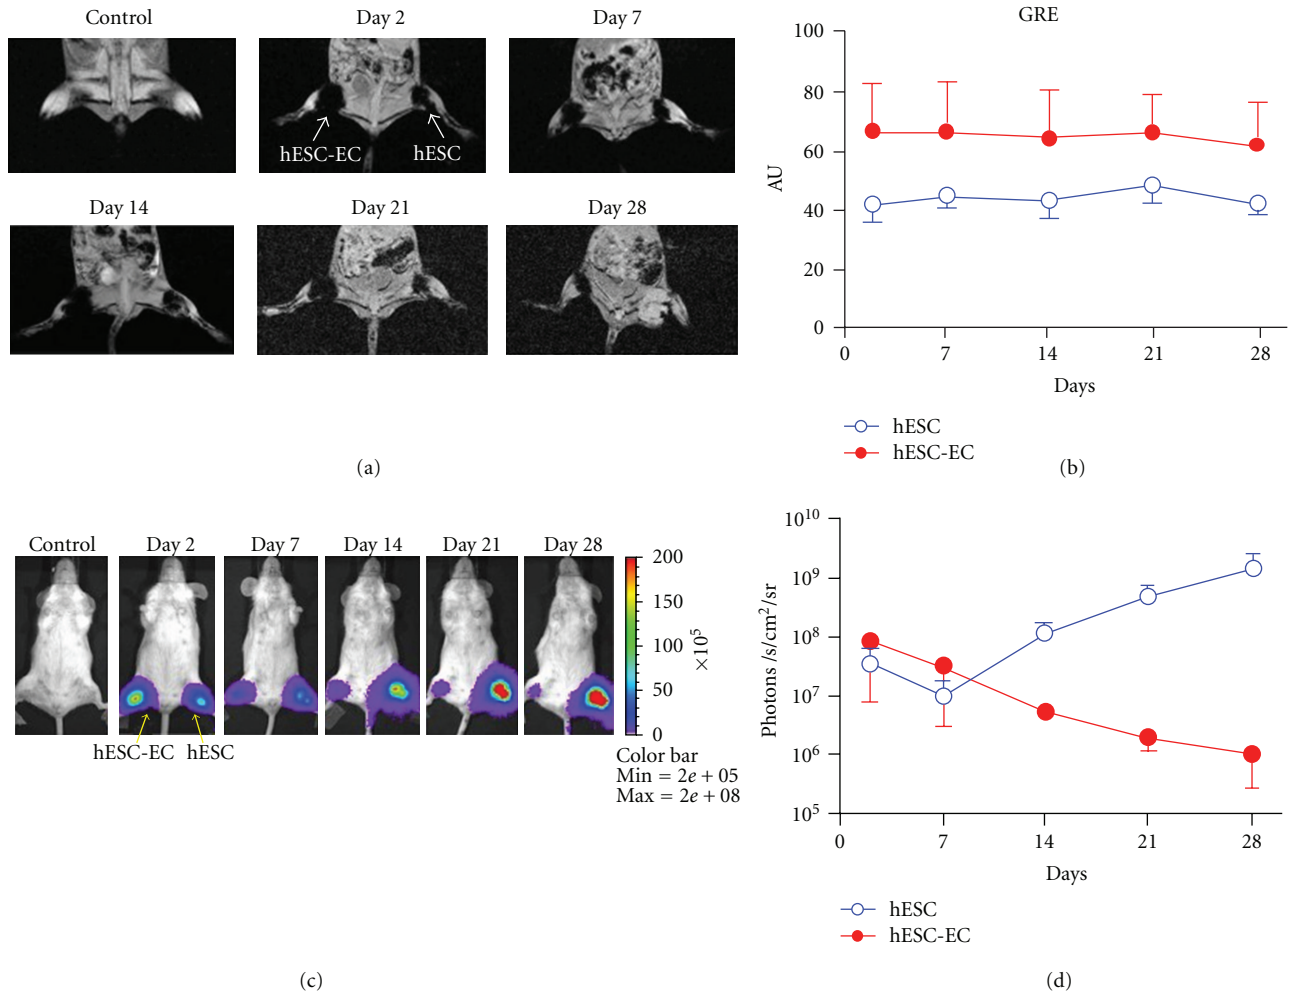 Control
Day 2
Day 7
hESC-EC
hESC
Day 14
Day 21
Day 28
(a)
GRE
100
80
60
40
20
0
AU
0 7 14 21 28
Days
hESC
hESC-EC
(b)
Control
Day 2
Day 7
Day 14
Day 21
Day 28
200
150
100
50
0
×10⁵
hESC-EC
hESC
Color bar
Min = 2e + 05
Max = 2e + 08
(c)
10¹⁰
10⁹
10⁸
10⁷
10⁶
10⁵
Photons /s/cm²/sr
0 7 14 21 28
Days
hESC
hESC-EC
(d)